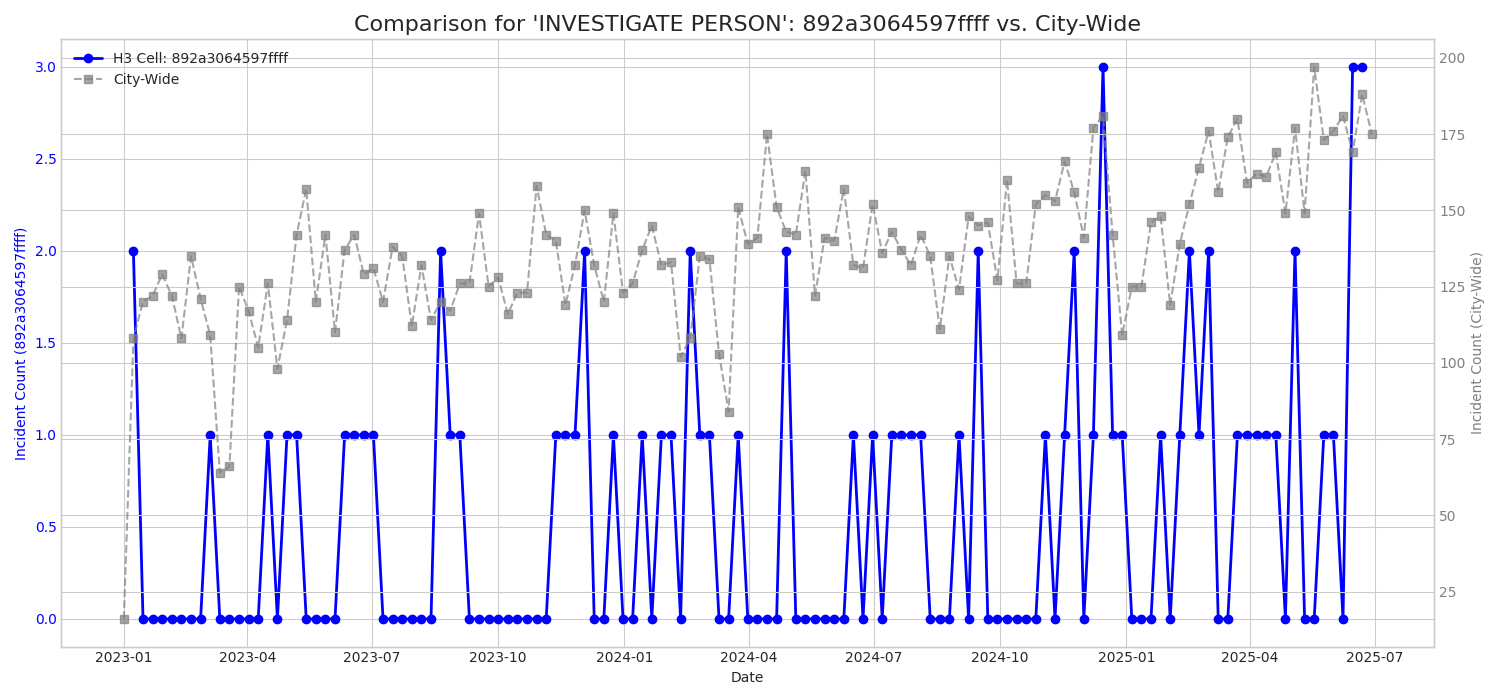 Comparison for 'INVESTIGATE PERSON': 892a3064597ffff vs. City-Wide
H3 Cell: 892a3064597ffff
City-Wide
3.0
2.5
2.0
1.5
1.0
0.5
0.0
Incident Count (892a3064597ffff)
200
175
150
125
100
75
50
25
Incident Count (City-Wide)
2023-01 2023-04 2023-07 2023-10 2024-01 2024-04 2024-07 2024-10 2025-01 2025-04 2025-07
Date